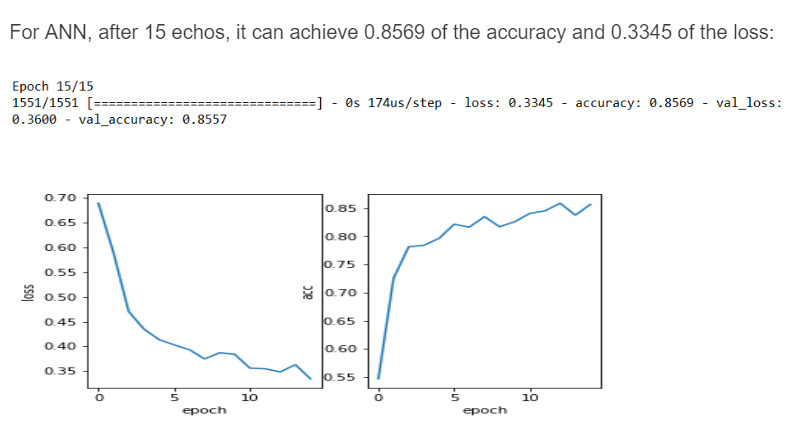 For ANN, after 15 echos, it can achieve 0.8569 of the accuracy and 0.3345 of the loss:
Epoch 15/15
1551/1551 [==============================] - 0s 174us/step - loss: 0.3345 - accuracy: 0.8569 - val_loss:
0.3600 - val_accuracy: 0.8557
0.70
0.65
0.60
0.55
0.50
0.45
0.40
0.35
loss
0
5
10
epoch
0.85
0.80
0.75
0.70
0.65
0.60
0.55
acc
0
5
10
epoch